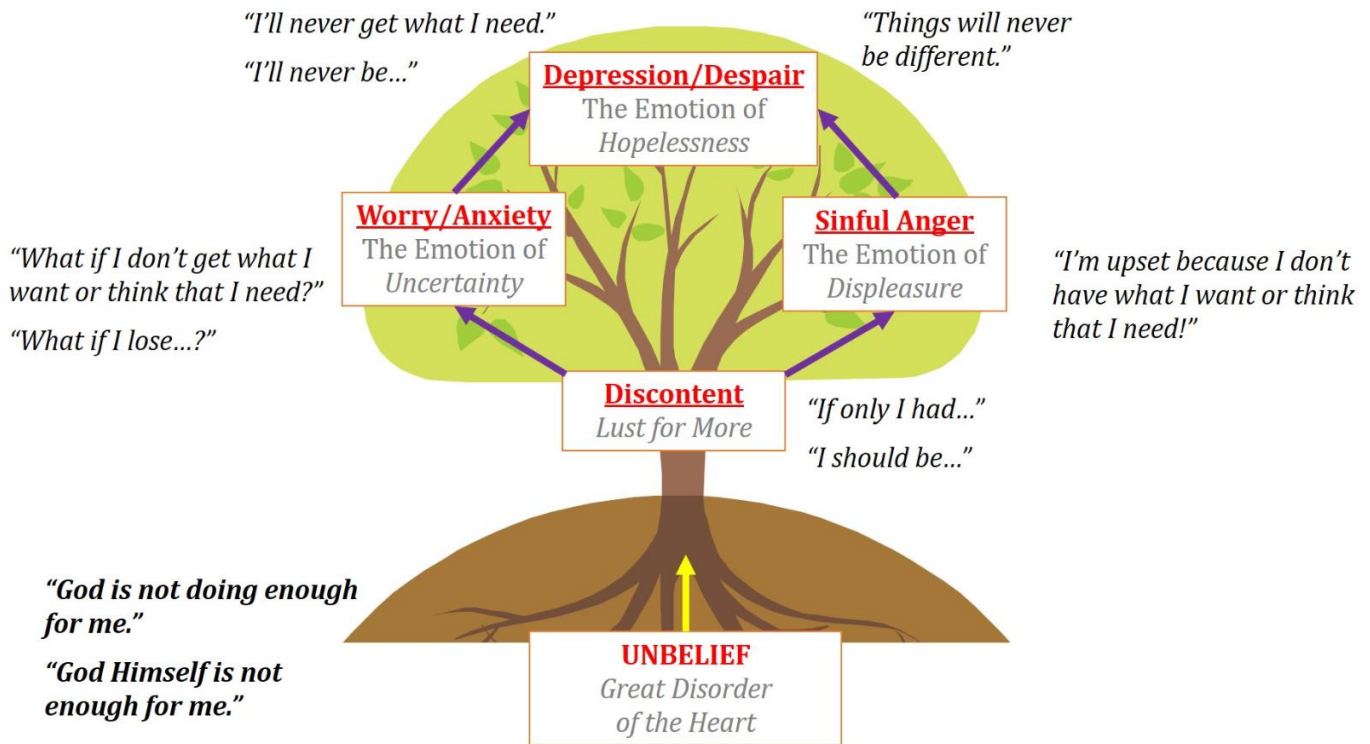 “I’ll never get what I need.”
“I’ll never be…”
“Things will never
be different.”
Depression/Despair
The Emotion of
Hopelessness
Worry/Anxiety
The Emotion of
Uncertainty
Sinful Anger
The Emotion of
Displeasure
“What if I don’t get what I
want or think that I need?”
“What if I lose…?”
“I’m upset because I don’t
have what I want or think
that I need!”
Discontent
Lust for More
“If only I had…”
“I should be…”
“God is not doing enough
for me.”
“God Himself is not
enough for me.”
UNBELIEF
Great Disorder
of the Heart